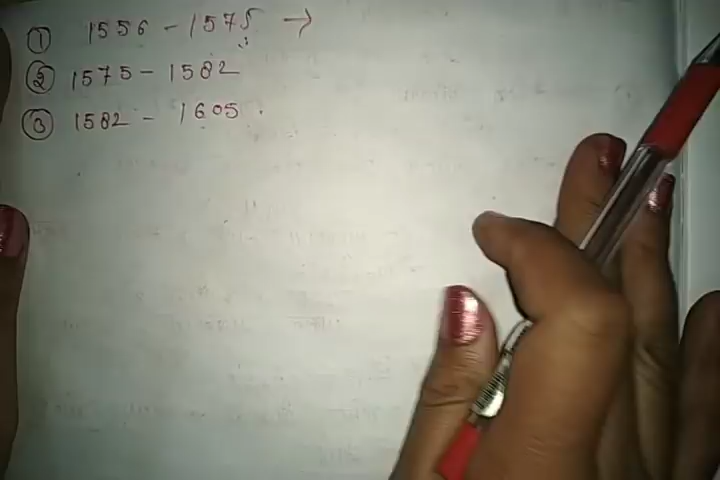 ① 1556 - 1575 →
② 1575 - 1582
③ 1582 - 1605